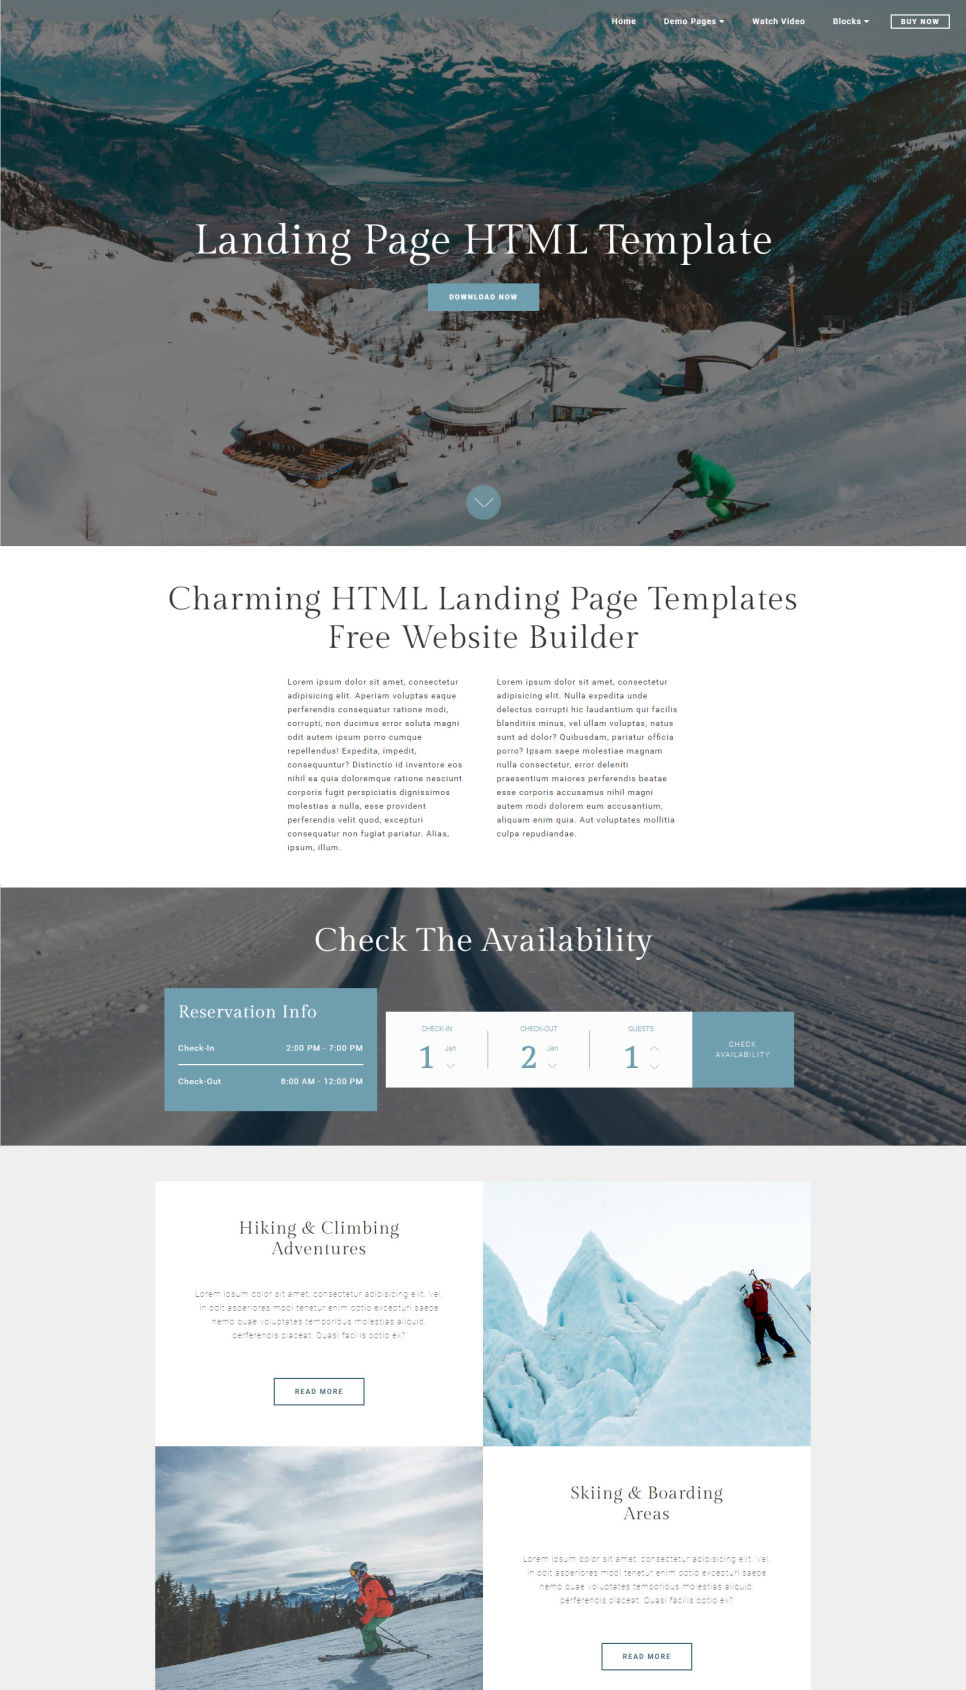 Home Demo Pages Watch Video Blocks BUY NOW
Landing Page HTML Template
DOWNLOAD NOW
Charming HTML Landing Page Templates
Free Website Builder
Lorem ipsum dolor sit amet, consectetur
adipisicing elit. Aperiam voluptas eaque
perferendis consequatur ratione modi,
corrupti, non ducimus error soluta magni
odit autem ipsum porro cumque
repellendus! Expedita, impedit,
consequuntur? Distinctio id inventore eos
nihil ea quia doloremque ratione nesciunt
corporis fugit perspiciatis dignissimos
molestias a nulla, esse provident
perferendis velit quod, excepturi
consequatur non fugiat pariatur. Alias,
ipsum, illum.
Lorem ipsum dolor sit amet, consectetur
adipisicing elit. Nulla expedita unde
delectus corrupti hic laudantium qui facilis
blanditiis minus, vel ullam voluptas, natus
sunt ad dolor? Quibusdam, pariatur officia
porro? Ipsam saepe molestiae magnam
nulla consectetur, error deleniti
praesentium maiores perferendis beatae
esse corporis accusamus nihil magni
autem modi dolorem eum accusantium,
aliquam enim quia. Aut voluptates mollitia
culpa repudiandae.
Check The Availability
Reservation Info
Check-In 2:00 PM - 7:00 PM
Check-Out 8:00 AM - 12:00 PM
CHECK-IN
1 Jan
CHECK-OUT
2 Jan
GUESTS
1
CHECK
AVAILABILITY
Hiking & Climbing
Adventures
Lorem ipsum dolor sit amet, consectetur adipisicing elit. Vel,
in odit asperiores modi tenetur enim optio excepturi saepe
nemo quae voluptates temporibus molestias aliquid,
perferendis placeat. Quasi facilis optio ex?
READ MORE
Skiing & Boarding
Areas
Lorem ipsum dolor sit amet, consectetur adipisicing elit. Vel,
in odit asperiores modi tenetur enim optio excepturi saepe
nemo quae voluptates temporibus molestias aliquid,
perferendis placeat. Quasi facilis optio ex?
READ MORE